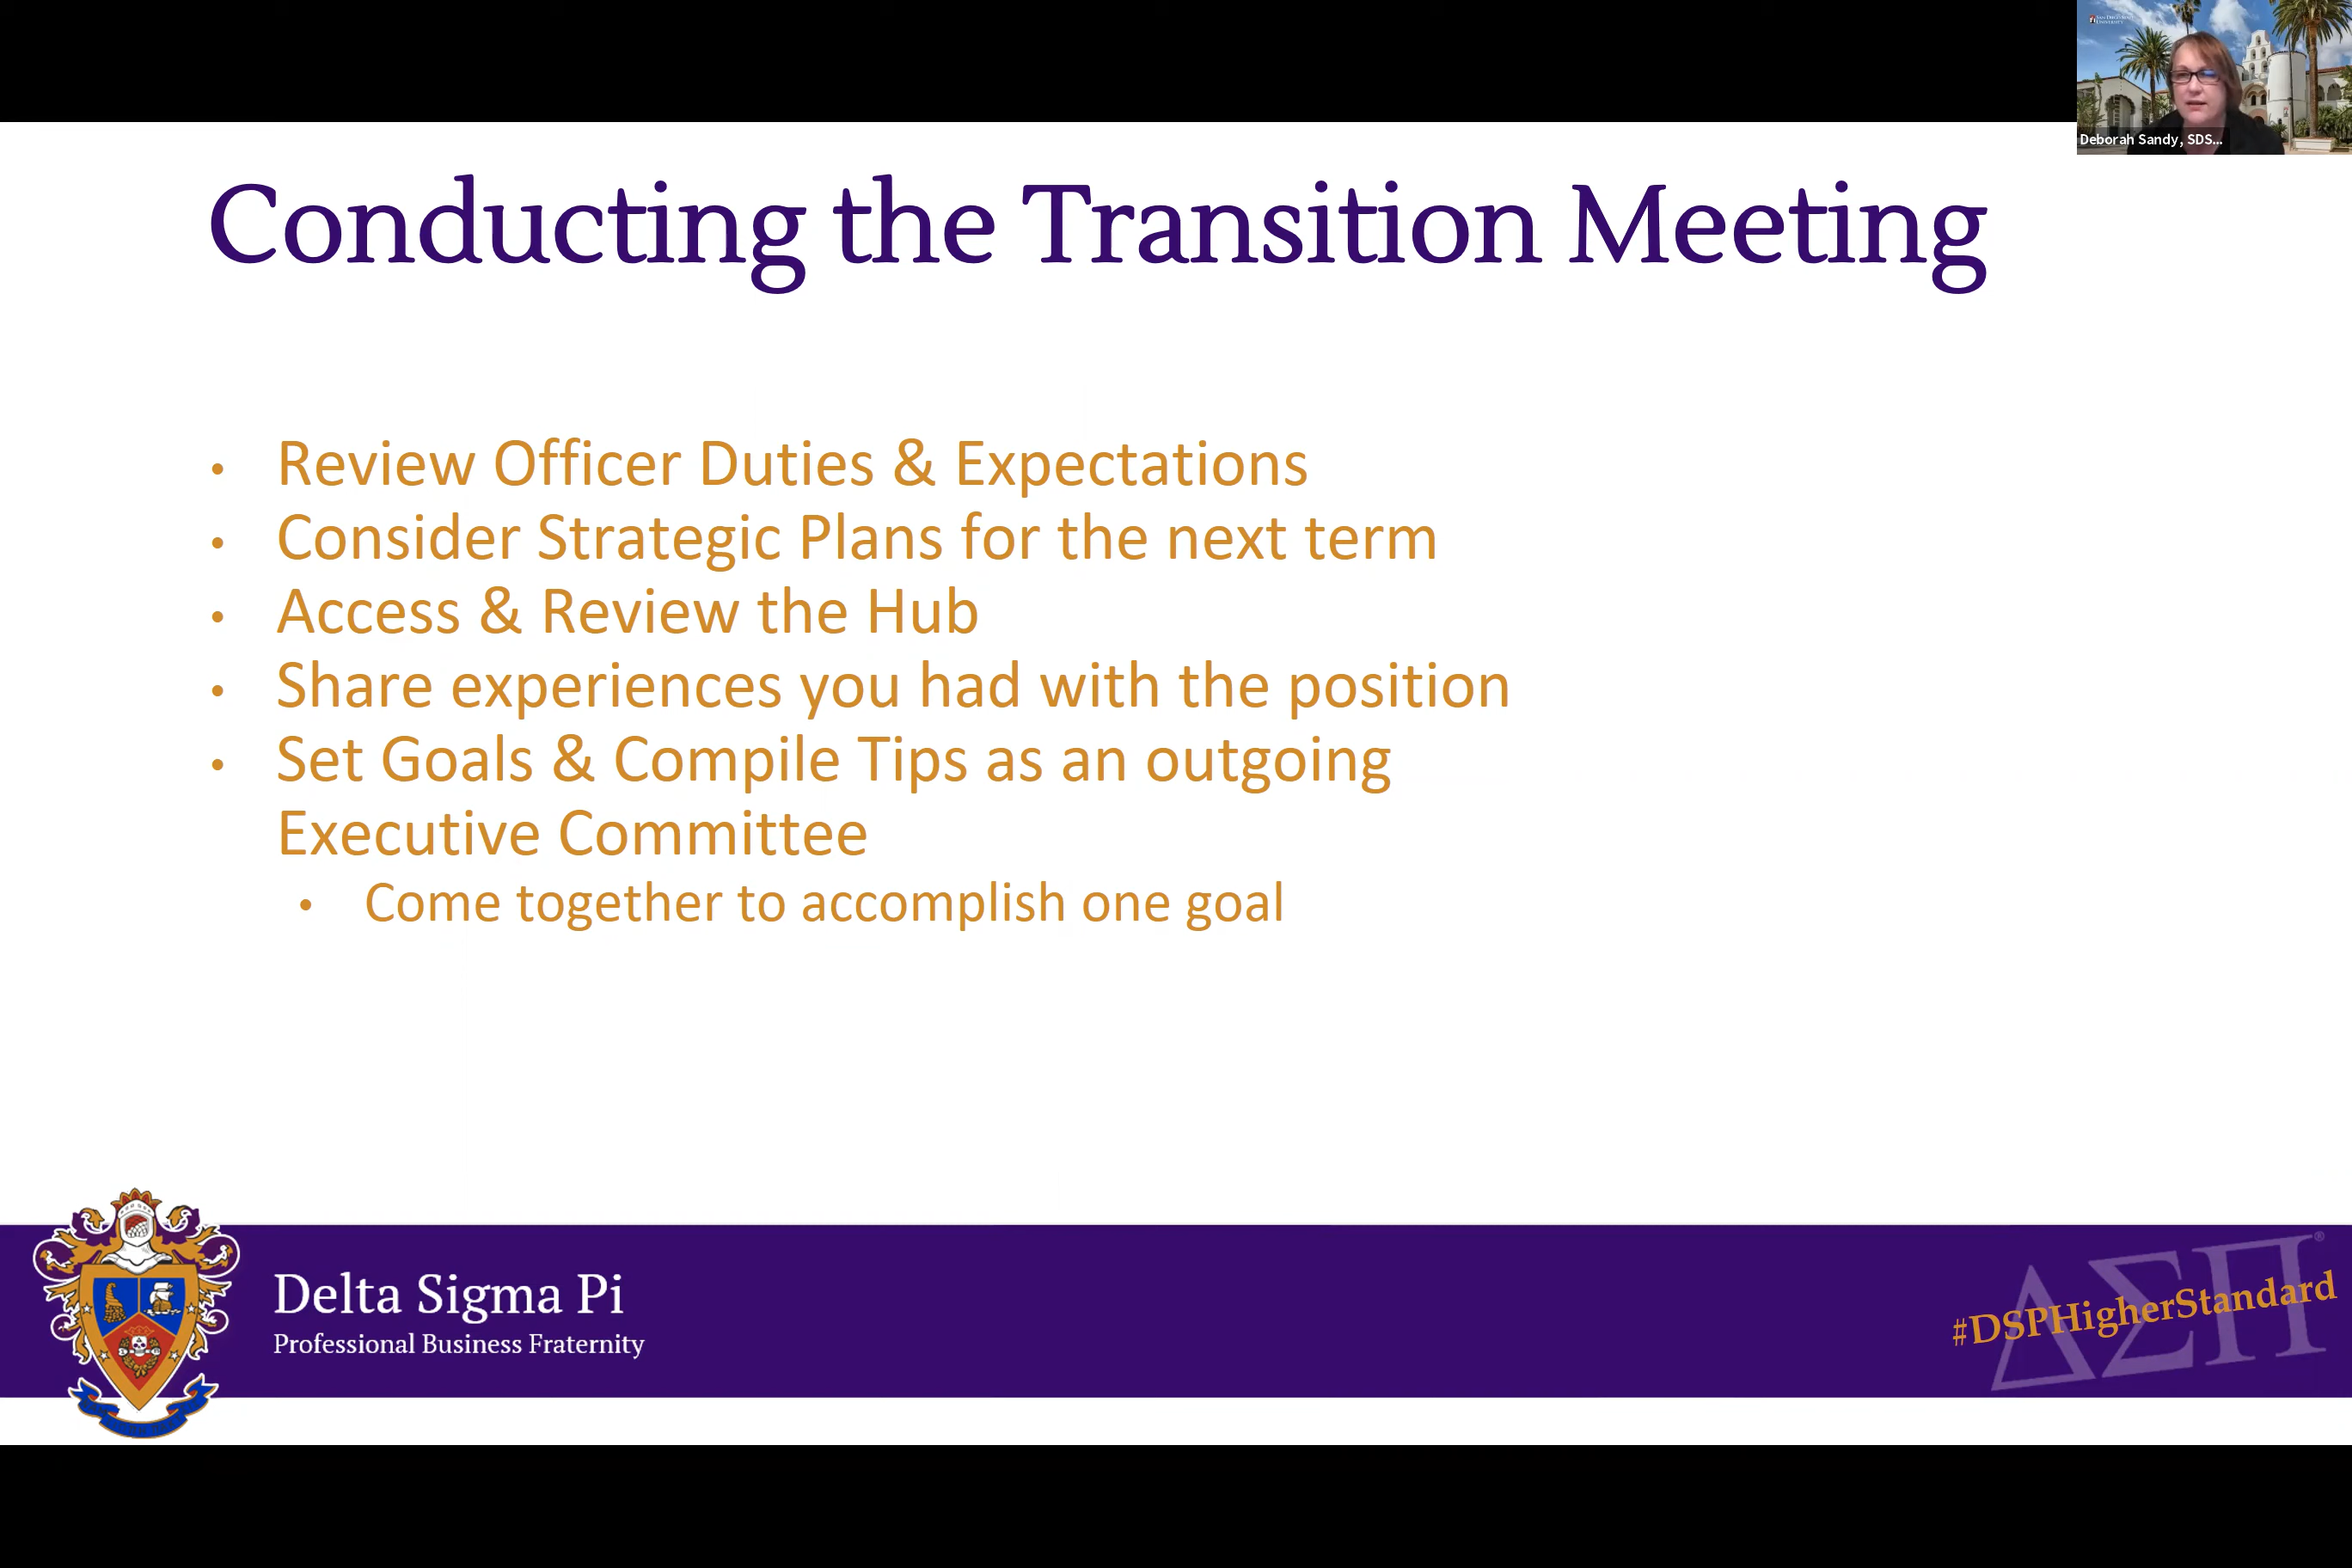 Deborah Sandy, SDS...
Conducting the Transition Meeting
• Review Officer Duties & Expectations
• Consider Strategic Plans for the next term
• Access & Review the Hub
• Share experiences you had with the position
• Set Goals & Compile Tips as an outgoing
Executive Committee
• Come together to accomplish one goal
Delta Sigma Pi
Professional Business Fraternity
ΔΣΠ®
#DSPHigherStandard